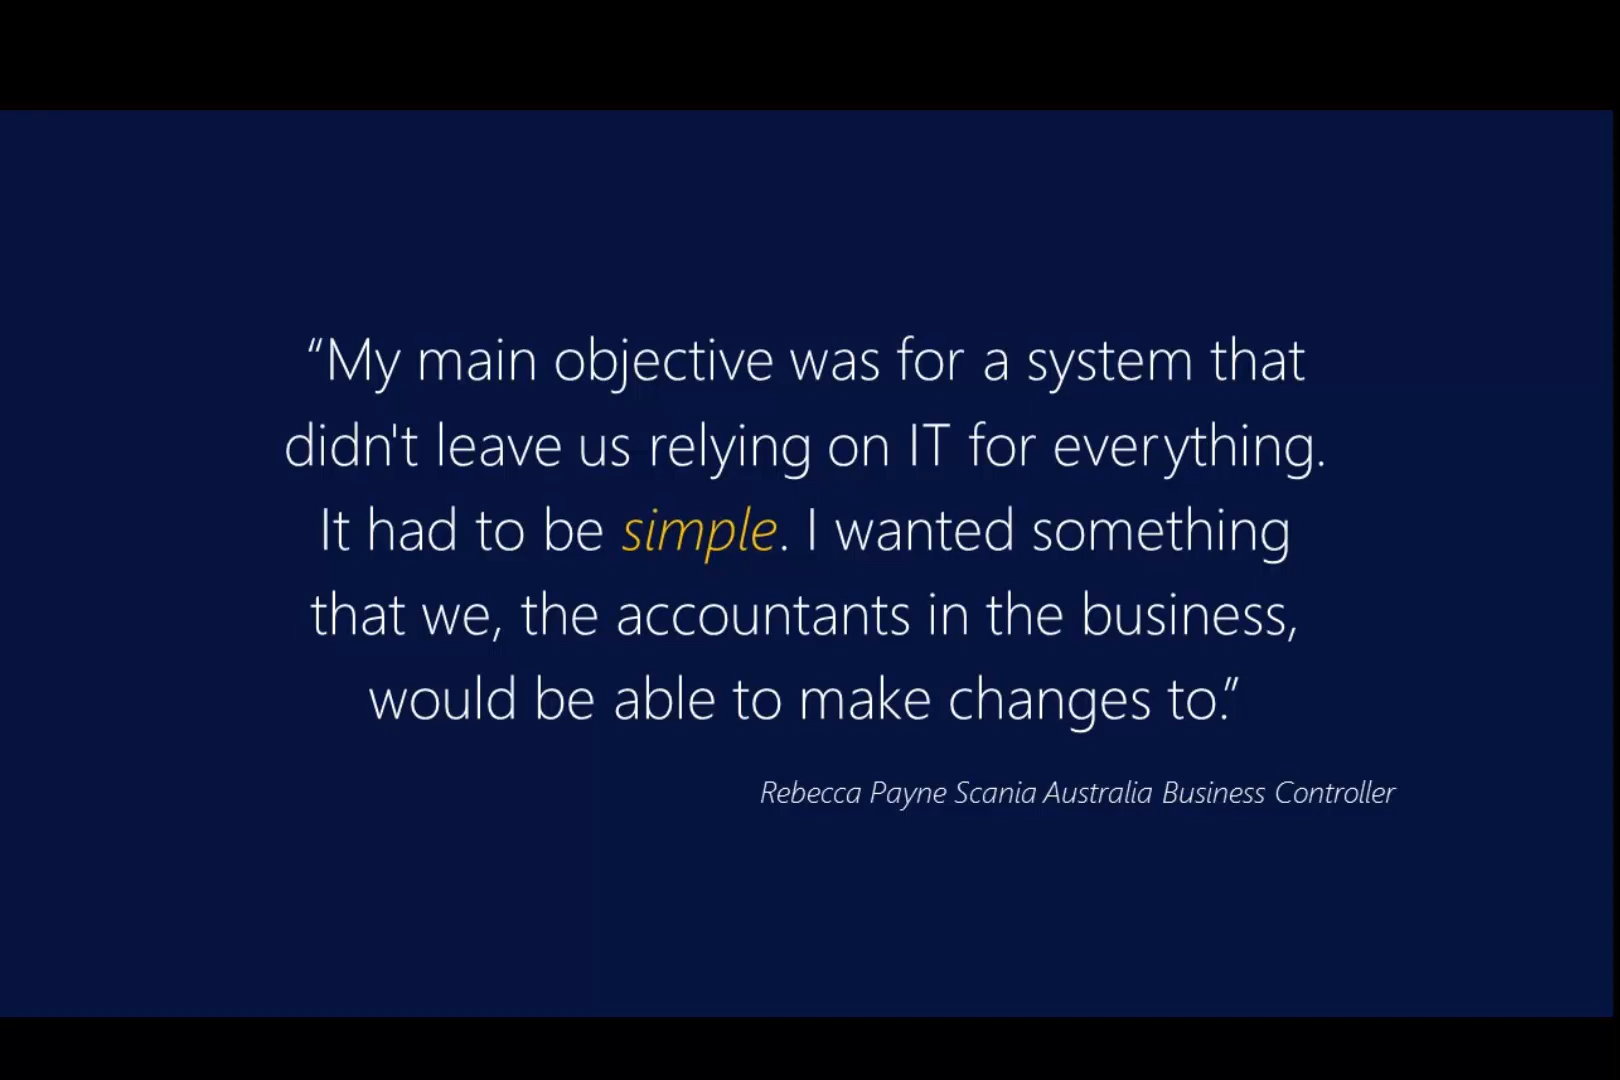 “My main objective was for a system that
didn't leave us relying on IT for everything.
It had to be simple. I wanted something
that we, the accountants in the business,
would be able to make changes to.”
Rebecca Payne Scania Australia Business Controller